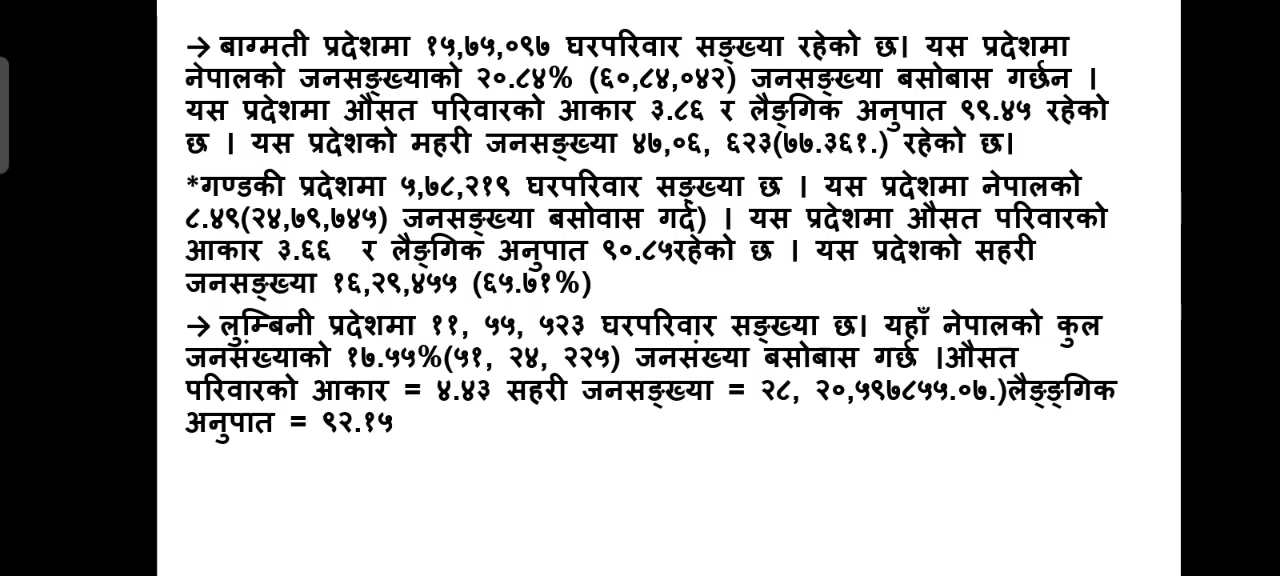 → बाग्मती प्रदेशमा १५,७५,०९७ घरपरिवार सङ्ख्या रहेको छ। यस प्रदेशमा
नेपालको जनसङ्ख्याको २०.८४% (६०,८४,०४२) जनसङ्ख्या बसोबास गर्छन ।
यस प्रदेशमा औसत परिवारको आकार ३.८६ र लैङ्गिक अनुपात ९९.४५ रहेको
छ । यस प्रदेशको महरी जनसङ्ख्या ४७,०६, ६२३(७७.३६१.) रहेको छ।
*गण्डकी प्रदेशमा ५,७८,२१९ घरपरिवार सङ्ख्या छ । यस प्रदेशमा नेपालको
८.४९(२४,७९,७४५) जनसङ्ख्या बसोवास गर्द) । यस प्रदेशमा औसत परिवारको
आकार ३.६६ र लैङ्गिक अनुपात ९०.८५रहेको छ । यस प्रदेशको सहरी
जनसङ्ख्या १६,२९,४५५ (६५.७१%)
→ लुम्बिनी प्रदेशमा ११, ५५, ५२३ घरपरिवार सङ्ख्या छ। यहाँ नेपालको कुल
जनसंख्याको १७.५५%(५१, २४, २२५) जनसंख्या बसोबास गर्छ ।औसत
परिवारको आकार = ४.४३ सहरी जनसङ्ख्या = २८, २०,५९७८५५.०७.)लैङ्ङ्गिक
अनुपात = ९२.१५